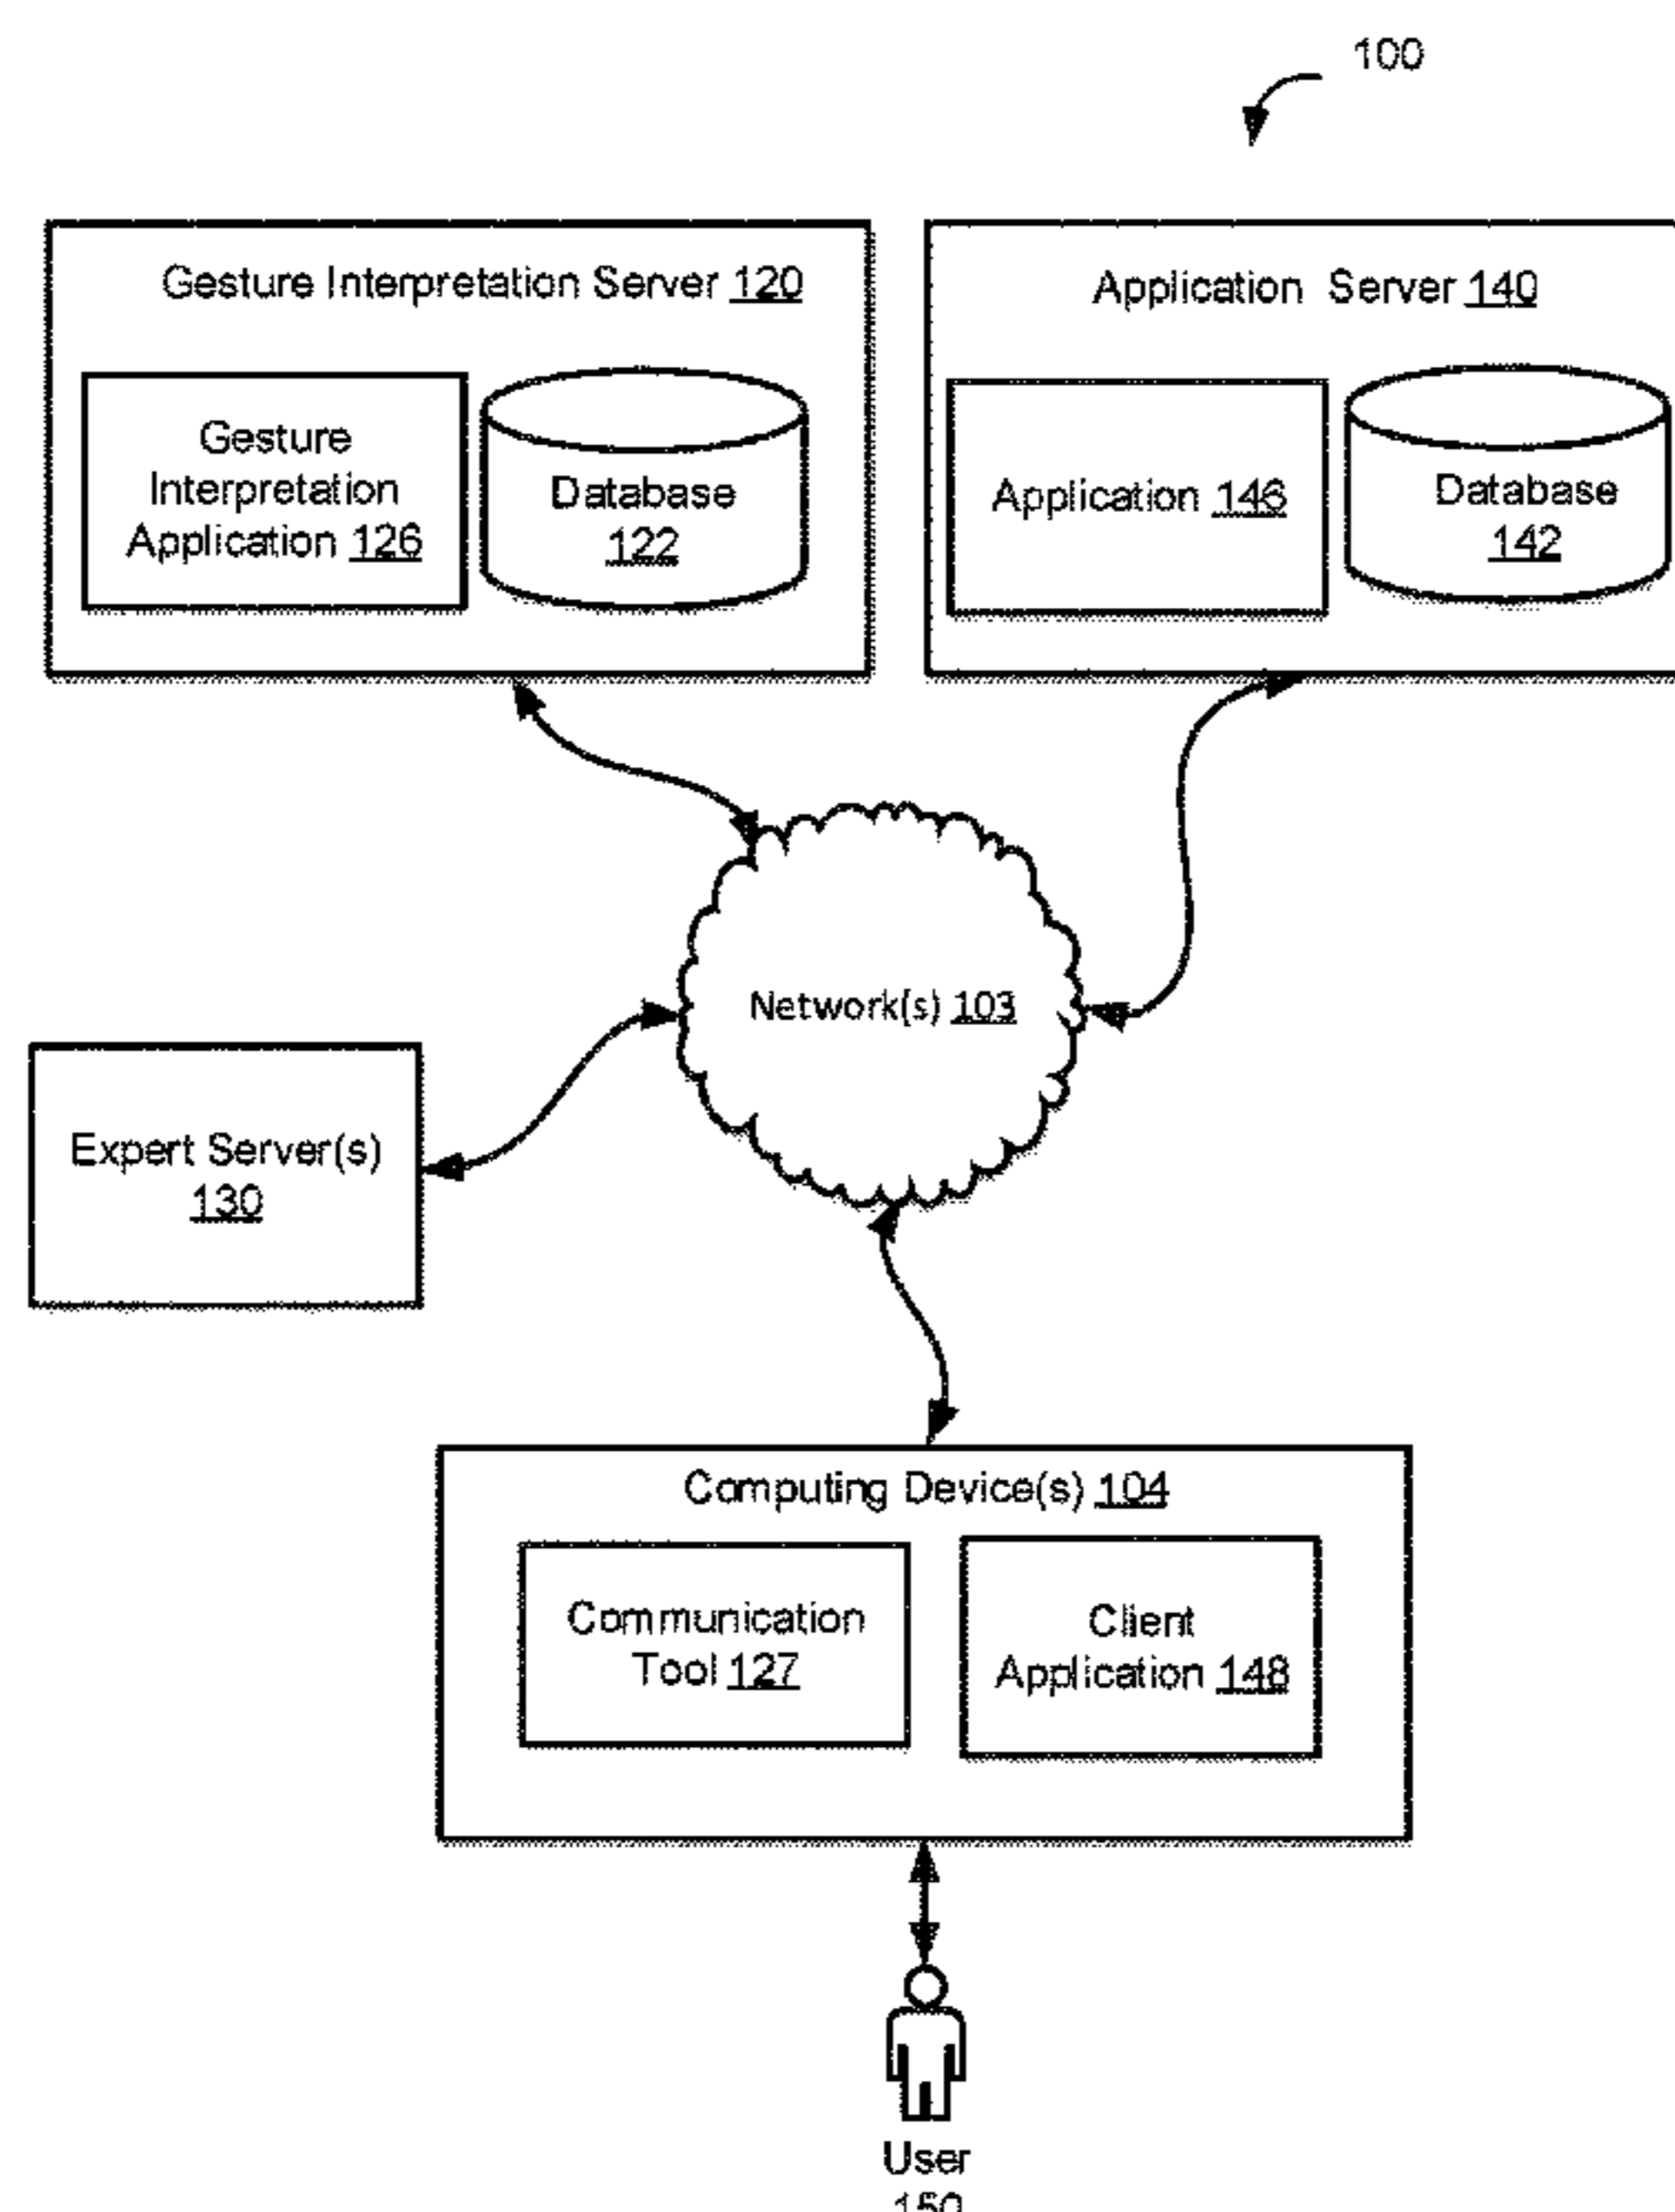 100
Gesture Interpretation Server 120
Gesture
Interpretation
Application 126
Database
122
Application Server 140
Application 146
Database
142
Network(s) 103
Expert Server(s)
130
Computing Device(s) 104
Communication
Tool 127
Client
Application 148
User
150